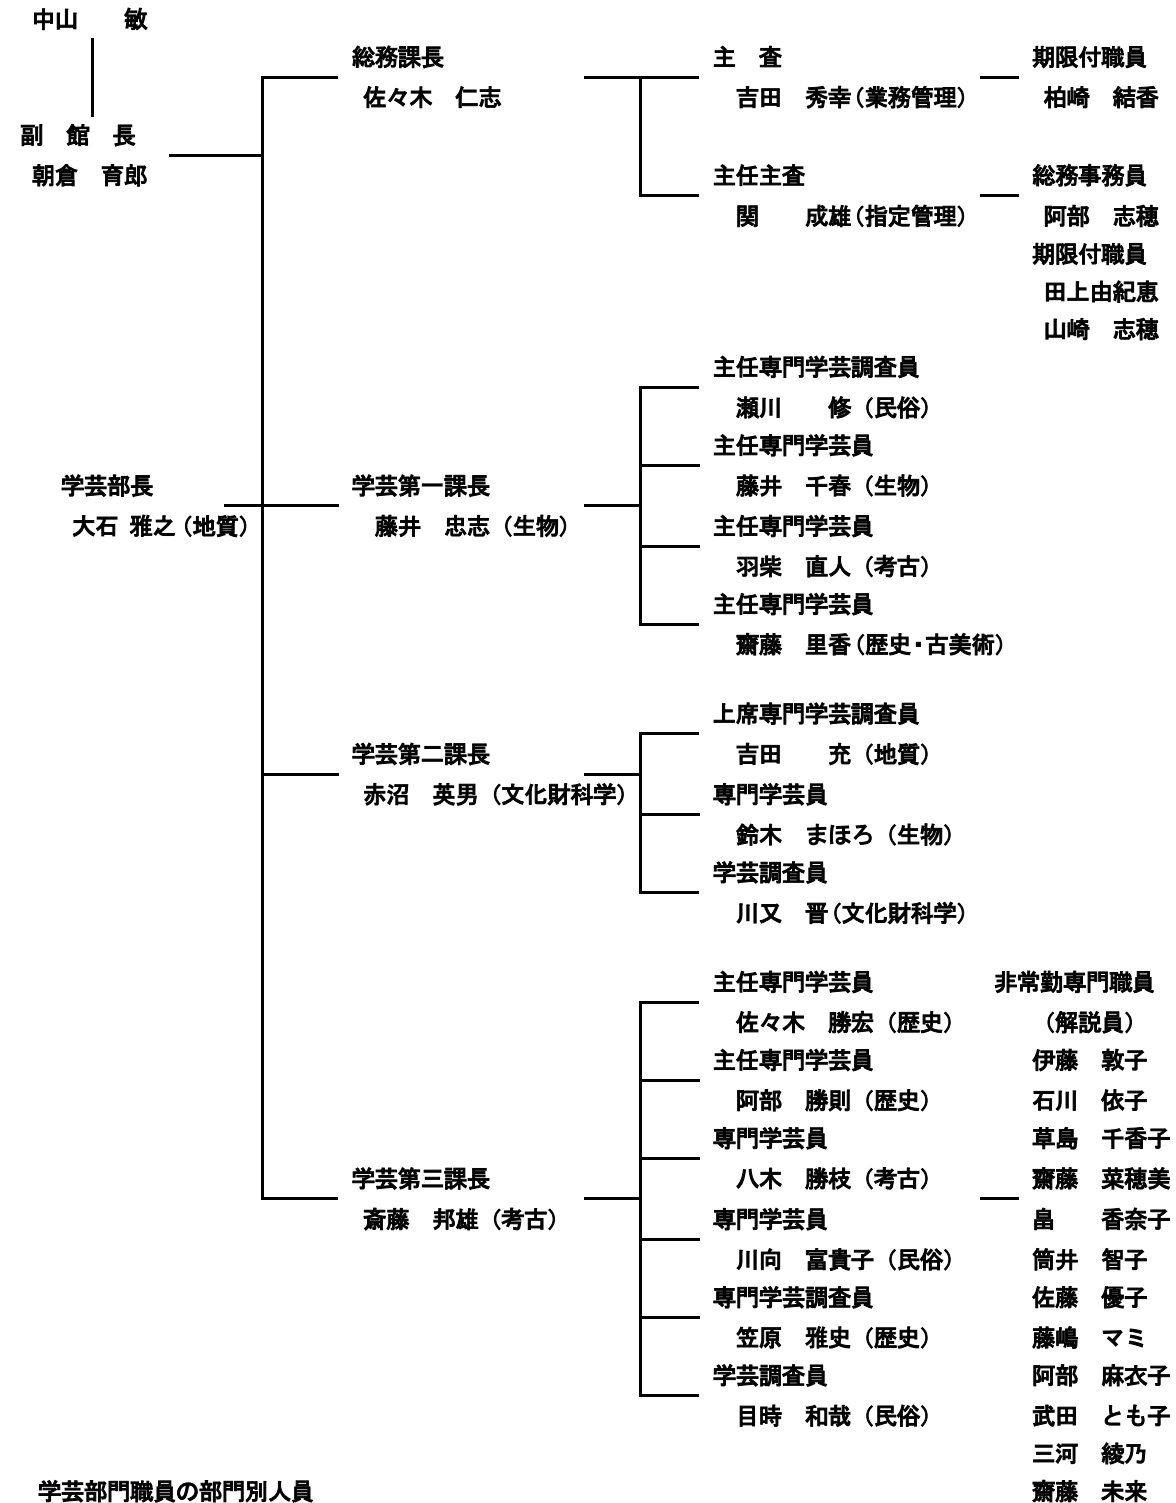 中山　　敏
副　館　長
朝倉　育郎
総務課長
佐々木　仁志
主　査
吉田　秀幸（業務管理）
期限付職員
柏崎　結香
主任主査
関　　成雄（指定管理）
総務事務員
阿部　志穂
期限付職員
田上由紀恵
山崎　志穂
学芸部長
大石 雅之（地質）
学芸第一課長
藤井　忠志（生物）
主任専門学芸調査員
瀬川　　修（民俗）
主任専門学芸員
藤井　千春（生物）
主任専門学芸員
羽柴　直人（考古）
主任専門学芸員
齋藤　里香（歴史・古美術）
学芸第二課長
赤沼　英男（文化財科学）
上席専門学芸調査員
吉田　　充（地質）
専門学芸員
鈴木　まほろ（生物）
学芸調査員
川又　晋（文化財科学）
学芸第三課長
斎藤　邦雄（考古）
主任専門学芸員
佐々木　勝宏（歴史）
主任専門学芸員
阿部　勝則（歴史）
専門学芸員
八木　勝枝（考古）
専門学芸員
川向　富貴子（民俗）
専門学芸調査員
笠原　雅史（歴史）
学芸調査員
目時　和哉（民俗）
非常勤専門職員
（解説員）
伊藤　敦子
石川　依子
草島　千香子
齋藤　菜穂美
畠　　香奈子
筒井　智子
佐藤　優子
藤嶋　マミ
阿部　麻衣子
武田　とも子
三河　綾乃
齋藤　未来
学芸部門職員の部門別人員